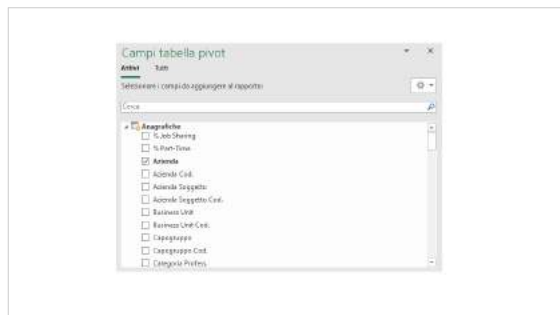 Campi tabella pivot
Attivi Tutti
Selezionare i campi da aggiungere al rapporto:
Cerca
Anagrafiche
% Job Sharing
% Part-Time
Azienda
Azienda Cod.
Azienda Soggetto
Azienda Soggetto Cod.
Business Unit
Business Unit Cod.
Capogruppo
Capogruppo Cod.
Categoria Profess.